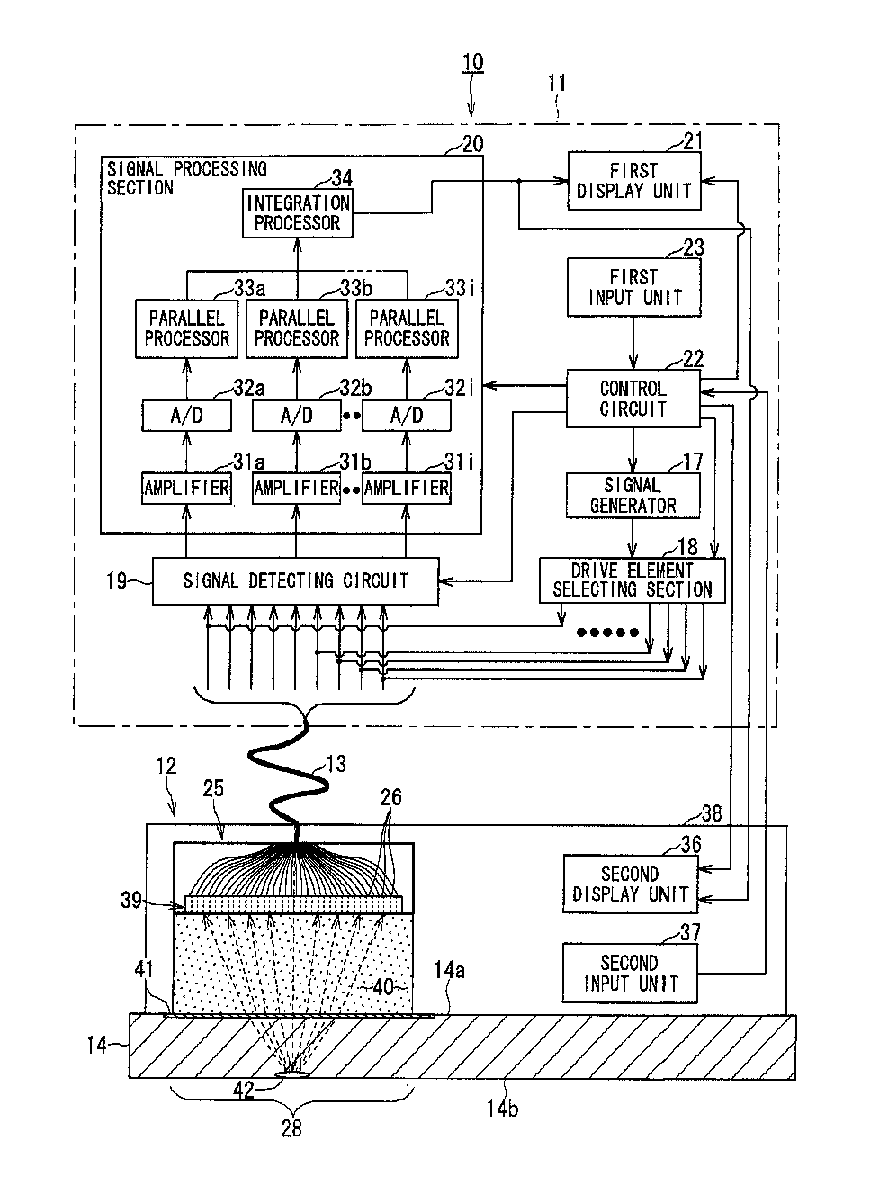 10
11
20
SIGNAL PROCESSING
SECTION
34
INTEGRATION
PROCESSOR
21
FIRST
DISPLAY UNIT
23
FIRST
INPUT UNIT
33a
33b
33i
PARALLEL
PROCESSOR
PARALLEL
PROCESSOR
PARALLEL
PROCESSOR
22
CONTROL
CIRCUIT
32a
32b
32i
A/D
A/D
A/D
31a
31b
31i
AMPLIFIER
AMPLIFIER
AMPLIFIER
17
SIGNAL
GENERATOR
18
DRIVE ELEMENT
SELECTING SECTION
19
SIGNAL DETECTING CIRCUIT
13
12
25
26
38
36
SECOND
DISPLAY UNIT
39
37
SECOND
INPUT UNIT
41
40
14a
14
42
14b
28